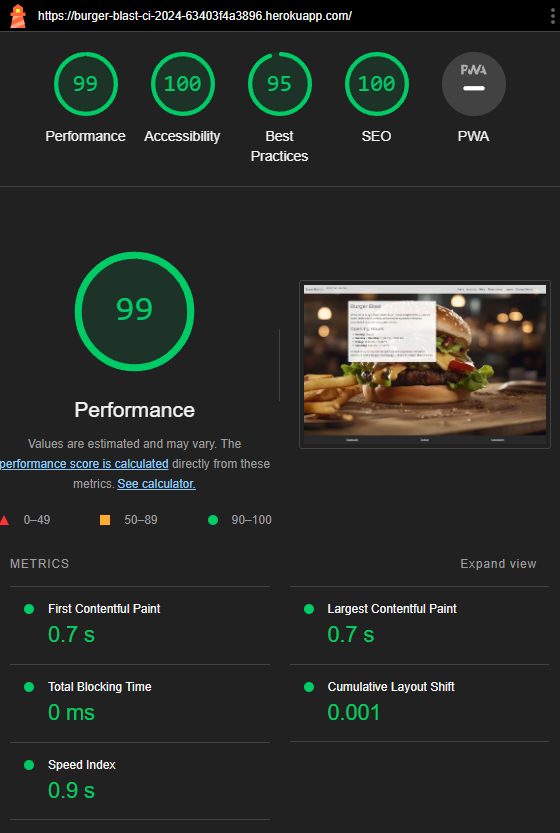 https://burger-blast-ci-2024-63403f4a3896.herokuapp.com/
99
100
95
100
PWA
Performance
Accessibility
Best
Practices
SEO
PWA
99
Performance
Values are estimated and may vary. The
performance score is calculated directly from these
metrics. See calculator.
0–49
50–89
90–100
Burger Blast
Opening Hours
METRICS
Expand view
First Contentful Paint
0.7 s
Largest Contentful Paint
0.7 s
Total Blocking Time
0 ms
Cumulative Layout Shift
0.001
Speed Index
0.9 s